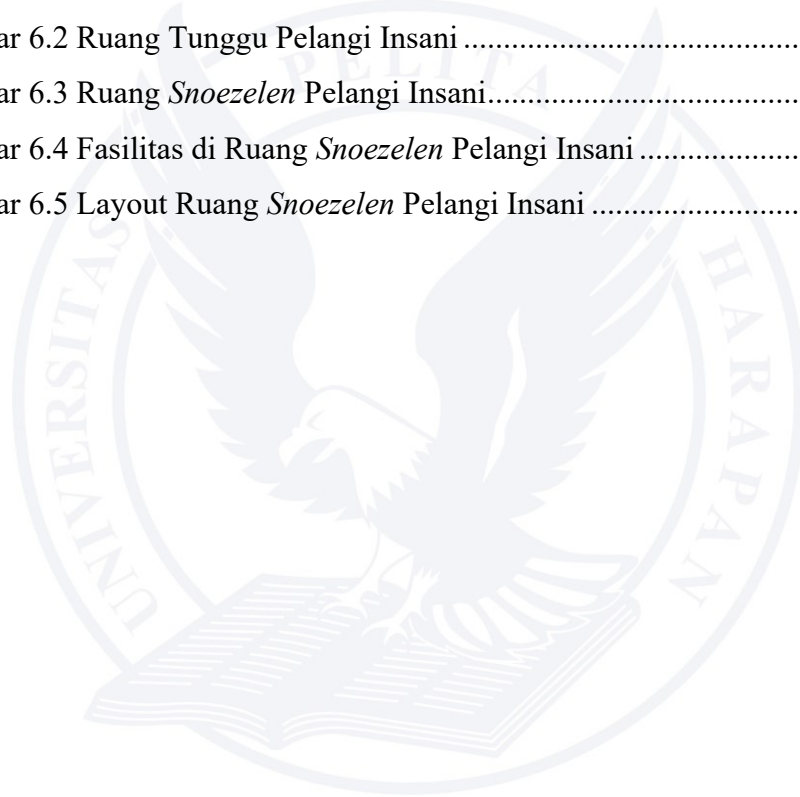 ar 6.2 Ruang Tunggu Pelangi Insani ..........................................
ar 6.3 Ruang Snoezelen Pelangi Insani.......................................
ar 6.4 Fasilitas di Ruang Snoezelen Pelangi Insani ....................
ar 6.5 Layout Ruang Snoezelen Pelangi Insani ..........................
UNIVERSITAS PELITA HARAPAN